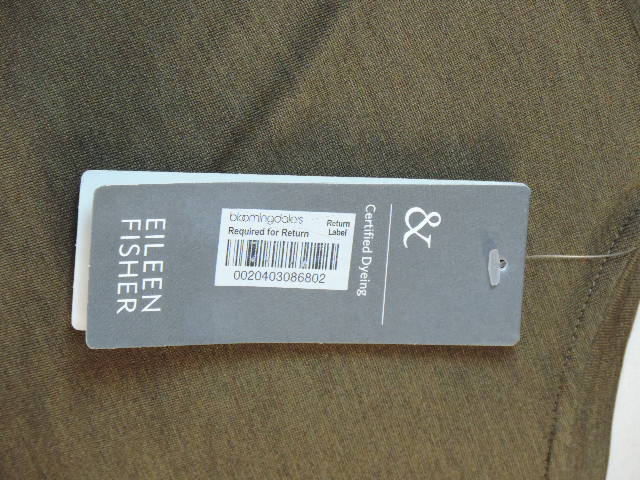 &
Certified Dyeing
bloomingdale's
Return
Label
Required for Return
0020403086802
EILEEN
FISHER